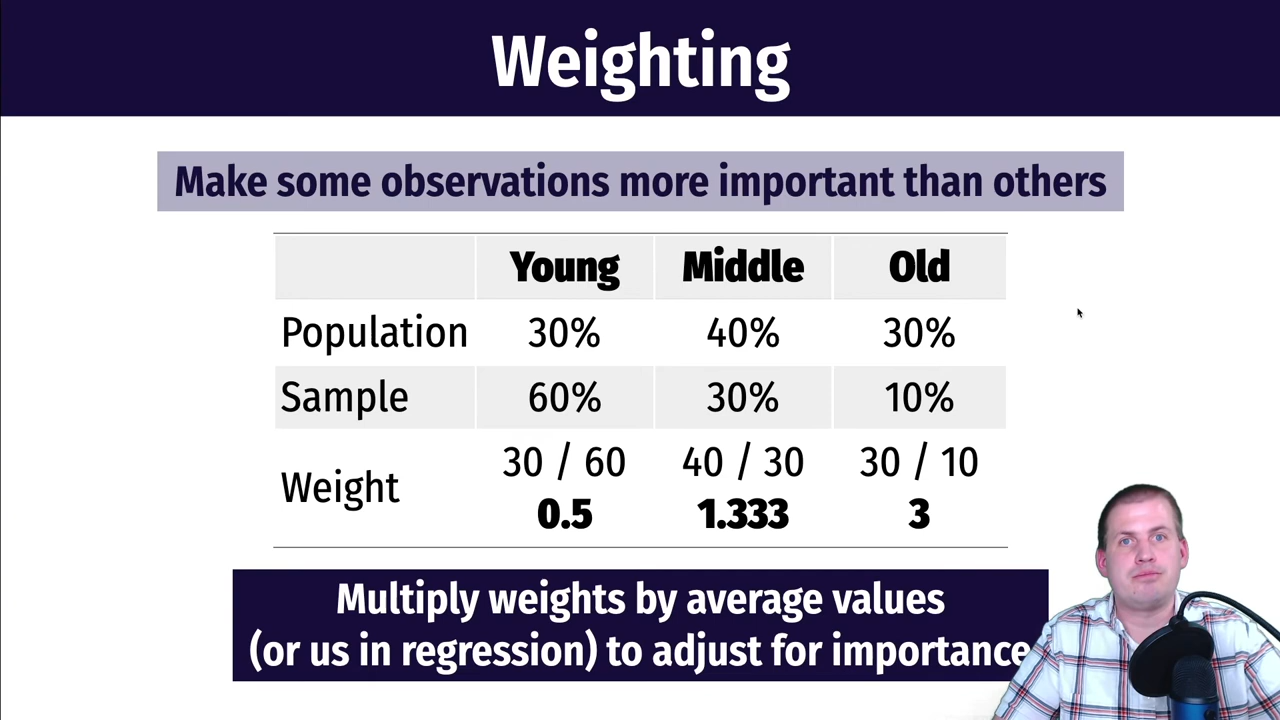 Weighting
Make some observations more important than others
Young Middle Old
Population 30% 40% 30%
Sample 60% 30% 10%
Weight 30 / 60 40 / 30 30 / 10
0.5 1.333 3
Multiply weights by average values
(or us in regression) to adjust for importance